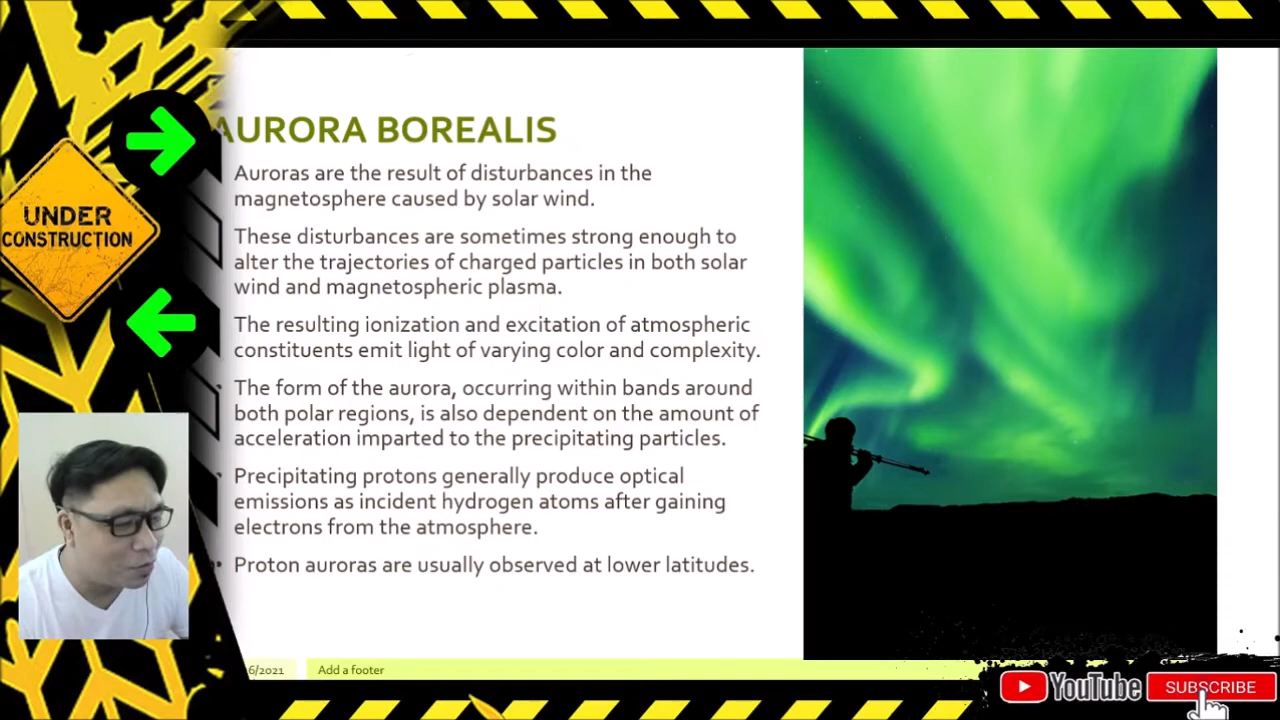 AURORA BOREALIS
Auroras are the result of disturbances in the
magnetosphere caused by solar wind.
These disturbances are sometimes strong enough to
alter the trajectories of charged particles in both solar
wind and magnetospheric plasma.
The resulting ionization and excitation of atmospheric
constituents emit light of varying color and complexity.
• The form of the aurora, occurring within bands around
both polar regions, is also dependent on the amount of
acceleration imparted to the precipitating particles.
• Precipitating protons generally produce optical
emissions as incident hydrogen atoms after gaining
electrons from the atmosphere.
• Proton auroras are usually observed at lower latitudes.
UNDER
CONSTRUCTION
6/2021 Add a footer
YouTube SUBSCRIBE